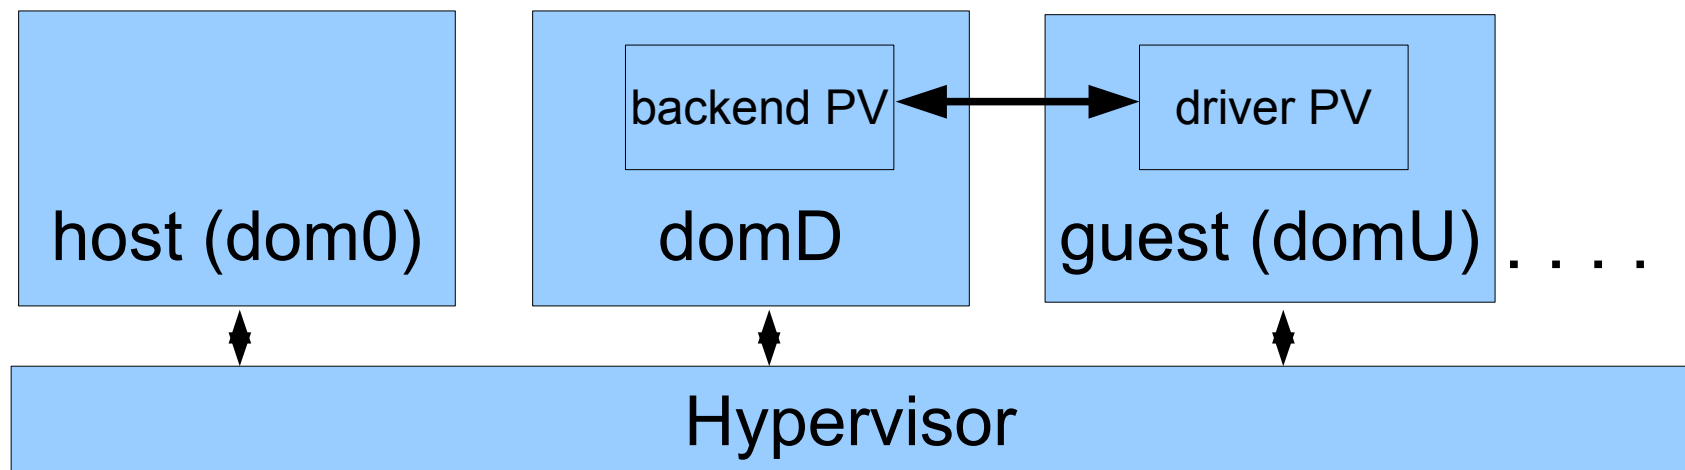 backend PV
driver PV
host (dom0)
domD
guest (domU) . . . .
Hypervisor